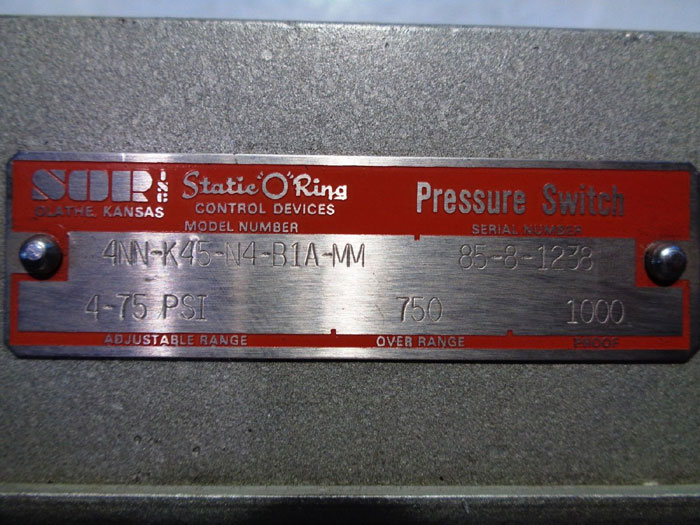 SOR INC Static "O" Ring Pressure Switch
OLATHE, KANSAS CONTROL DEVICES
MODEL NUMBER SERIAL NUMBER
4NN-K45-N4-B1A-MM 85-8-1238
4-75 PSI 750 1000
ADJUSTABLE RANGE OVER RANGE PROOF